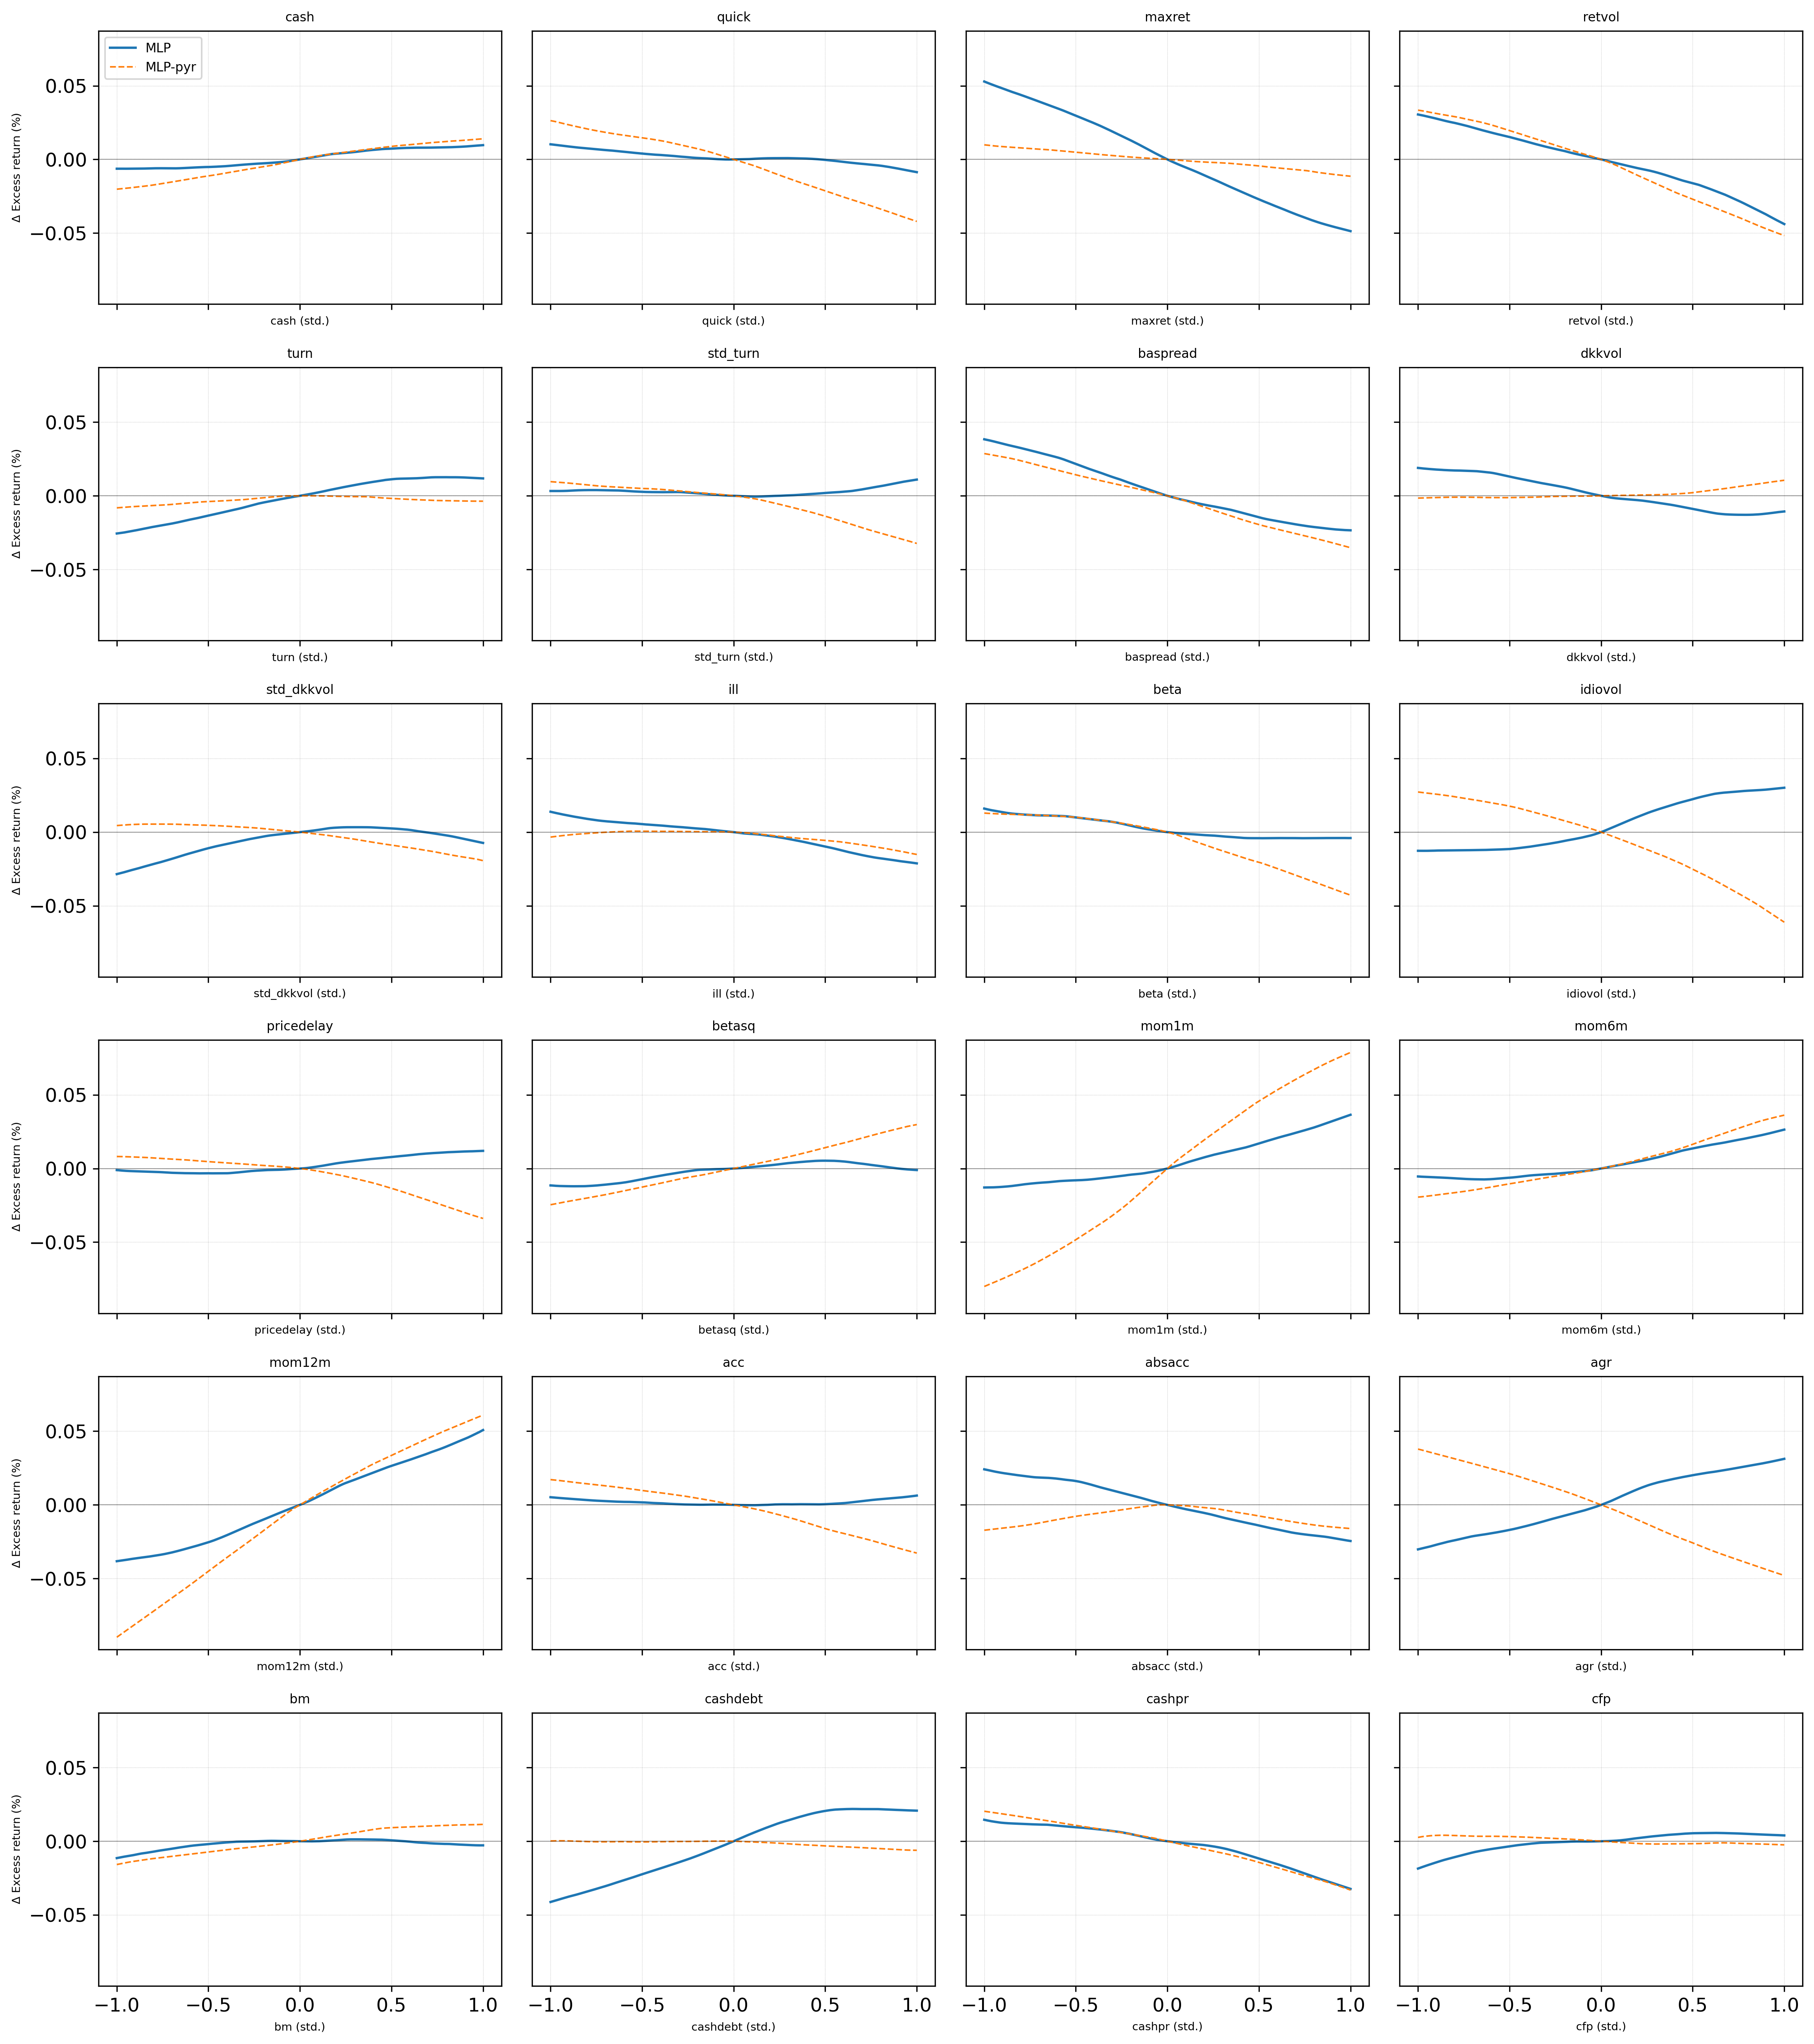 cash
quick
maxret
retvol
MLP
MLP-pyr
0.05
0.00
−0.05
Δ Excess return (%)
cash (std.)
quick (std.)
maxret (std.)
retvol (std.)
turn
std_turn
baspread
dkkvol
0.05
0.00
−0.05
Δ Excess return (%)
turn (std.)
std_turn (std.)
baspread (std.)
dkkvol (std.)
std_dkkvol
ill
beta
idiovol
0.05
0.00
−0.05
Δ Excess return (%)
std_dkkvol (std.)
ill (std.)
beta (std.)
idiovol (std.)
pricedelay
betasq
mom1m
mom6m
0.05
0.00
−0.05
Δ Excess return (%)
pricedelay (std.)
betasq (std.)
mom1m (std.)
mom6m (std.)
mom12m
acc
absacc
agr
0.05
0.00
−0.05
Δ Excess return (%)
mom12m (std.)
acc (std.)
absacc (std.)
agr (std.)
bm
cashdebt
cashpr
cfp
0.05
0.00
−0.05
Δ Excess return (%)
−1.0 −0.5 0.0 0.5 1.0
−1.0 −0.5 0.0 0.5 1.0
−1.0 −0.5 0.0 0.5 1.0
−1.0 −0.5 0.0 0.5 1.0
bm (std.)
cashdebt (std.)
cashpr (std.)
cfp (std.)